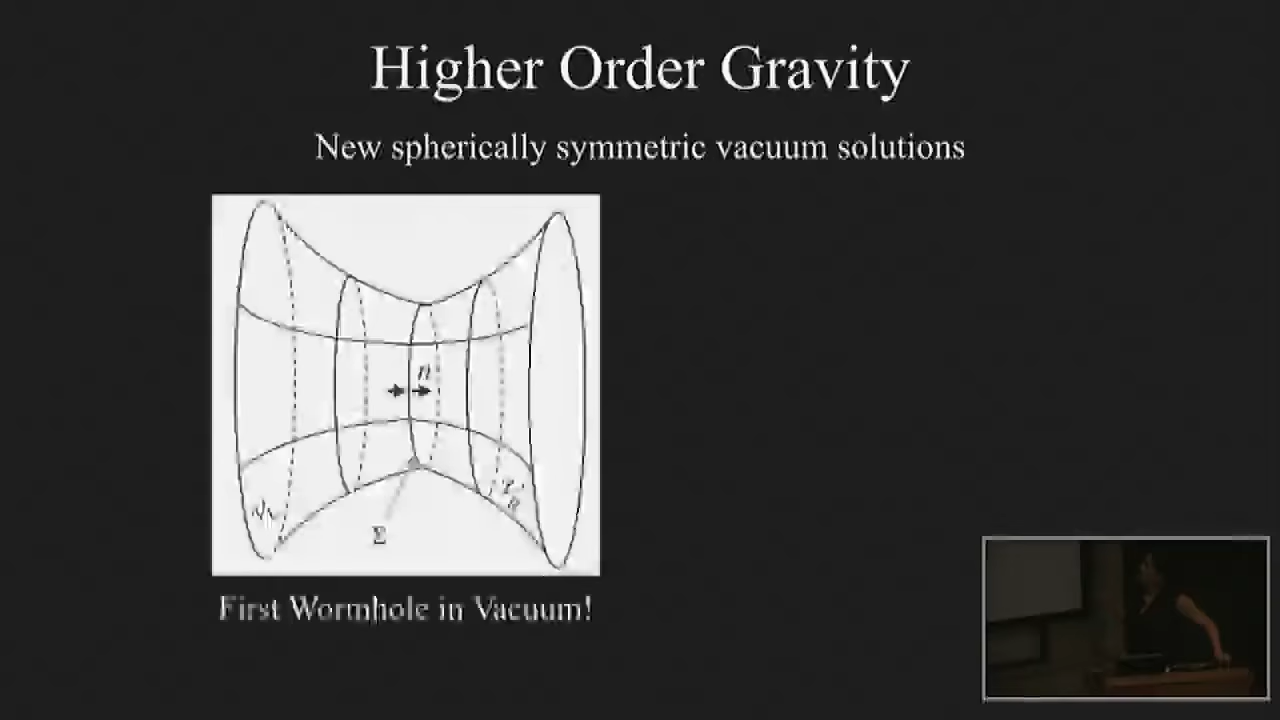 Higher Order Gravity
New spherically symmetric vacuum solutions
n
Σ
First Wormhole in Vacuum!